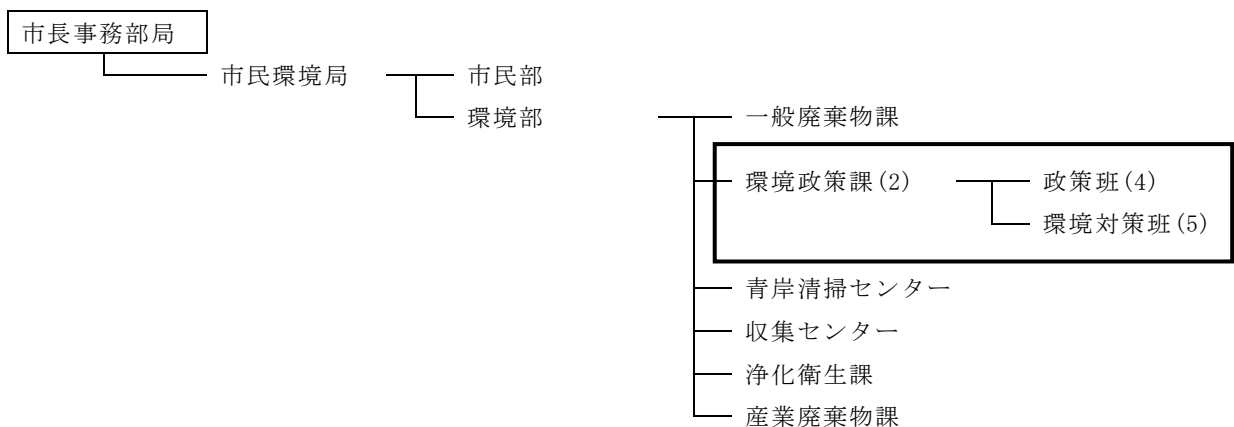 市長事務部局
市民環境局
市民部
環境部
一般廃棄物課
環境政策課(2)
政策班(4)
環境対策班(5)
青岸清掃センター
収集センター
浄化衛生課
産業廃棄物課